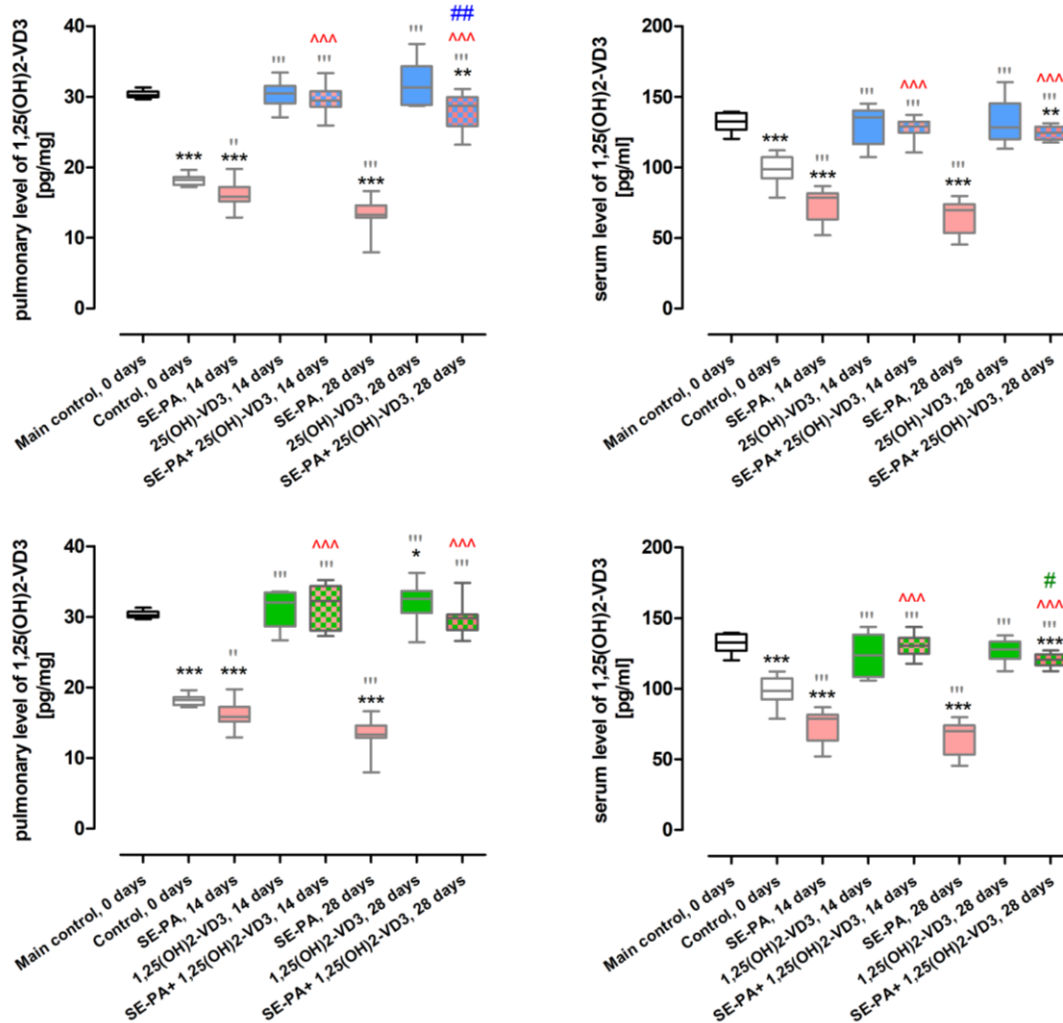 pulmonary level of 1,25(OH)2-VD3
[pg/mg]
40
30
20
10
0
***
''
***
'''
^^^
'''
'''
***
'''
##
^^^
'''
**
Main control, 0 days
Control, 0 days
SE-PA, 14 days
25(OH)-VD3, 14 days
SE-PA+ 25(OH)-VD3, 14 days
SE-PA, 28 days
25(OH)-VD3, 28 days
SE-PA+ 25(OH)-VD3, 28 days
serum level of 1,25(OH)2-VD3
[pg/ml]
200
150
100
50
0
***
'''
***
'''
^^^
'''
'''
***
'''
^^^
'''
**
Main control, 0 days
Control, 0 days
SE-PA, 14 days
25(OH)-VD3, 14 days
SE-PA+ 25(OH)-VD3, 14 days
SE-PA, 28 days
25(OH)-VD3, 28 days
SE-PA+ 25(OH)-VD3, 28 days
pulmonary level of 1,25(OH)2-VD3
[pg/mg]
40
30
20
10
0
***
''
***
'''
^^^
'''
'''
***
'''
*
^^^
'''
Main control, 0 days
Control, 0 days
SE-PA, 14 days
1,25(OH)2-VD3, 14 days
SE-PA+ 1,25(OH)2-VD3, 14 days
SE-PA, 28 days
1,25(OH)2-VD3, 28 days
SE-PA+ 1,25(OH)2-VD3, 28 days
serum level of 1,25(OH)2-VD3
[pg/ml]
200
150
100
50
0
***
'''
***
'''
^^^
'''
'''
***
'''
#
^^^
'''
***
Main control, 0 days
Control, 0 days
SE-PA, 14 days
1,25(OH)2-VD3, 14 days
SE-PA+ 1,25(OH)2-VD3, 14 days
SE-PA, 28 days
1,25(OH)2-VD3, 28 days
SE-PA+ 1,25(OH)2-VD3, 28 days